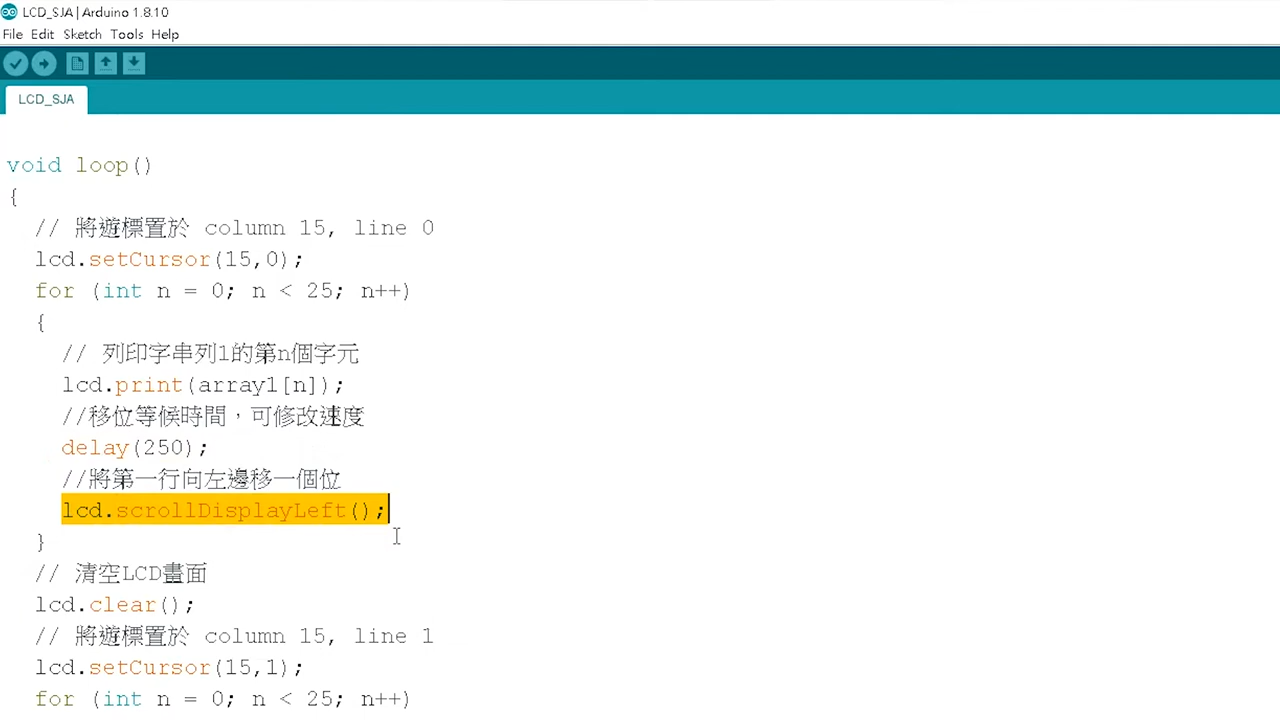 LCD_SJA | Arduino 1.8.10
File Edit Sketch Tools Help
LCD_SJA
void loop()
{
// 將遊標置於 column 15, line 0
lcd.setCursor(15,0);
for (int n = 0; n < 25; n++)
{
// 列印字串列1的第n個字元
lcd.print(array1[n]);
//移位等候時間，可修改速度
delay(250);
//將第一行向左邊移一個位
lcd.scrollDisplayLeft();
}
// 清空LCD畫面
lcd.clear();
// 將遊標置於 column 15, line 1
lcd.setCursor(15,1);
for (int n = 0; n < 25; n++)